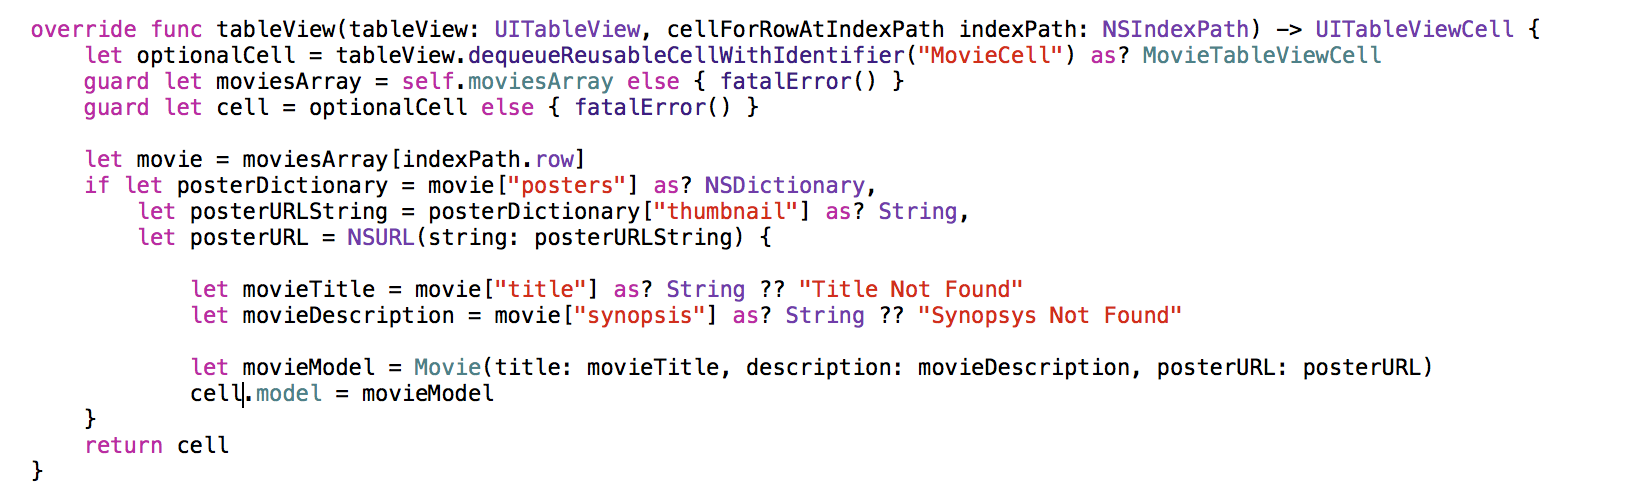 override func tableView(tableView: UITableView, cellForRowAtIndexPath indexPath: NSIndexPath) -> UITableViewCell {
    let optionalCell = tableView.dequeueReusableCellWithIdentifier("MovieCell") as? MovieTableViewCell
    guard let moviesArray = self.moviesArray else { fatalError() }
    guard let cell = optionalCell else { fatalError() }

    let movie = moviesArray[indexPath.row]
    if let posterDictionary = movie["posters"] as? NSDictionary,
        let posterURLString = posterDictionary["thumbnail"] as? String,
        let posterURL = NSURL(string: posterURLString) {

            let movieTitle = movie["title"] as? String ?? "Title Not Found"
            let movieDescription = movie["synopsis"] as? String ?? "Synopsys Not Found"

            let movieModel = Movie(title: movieTitle, description: movieDescription, posterURL: posterURL)
            cell.model = movieModel
    }
    return cell
}